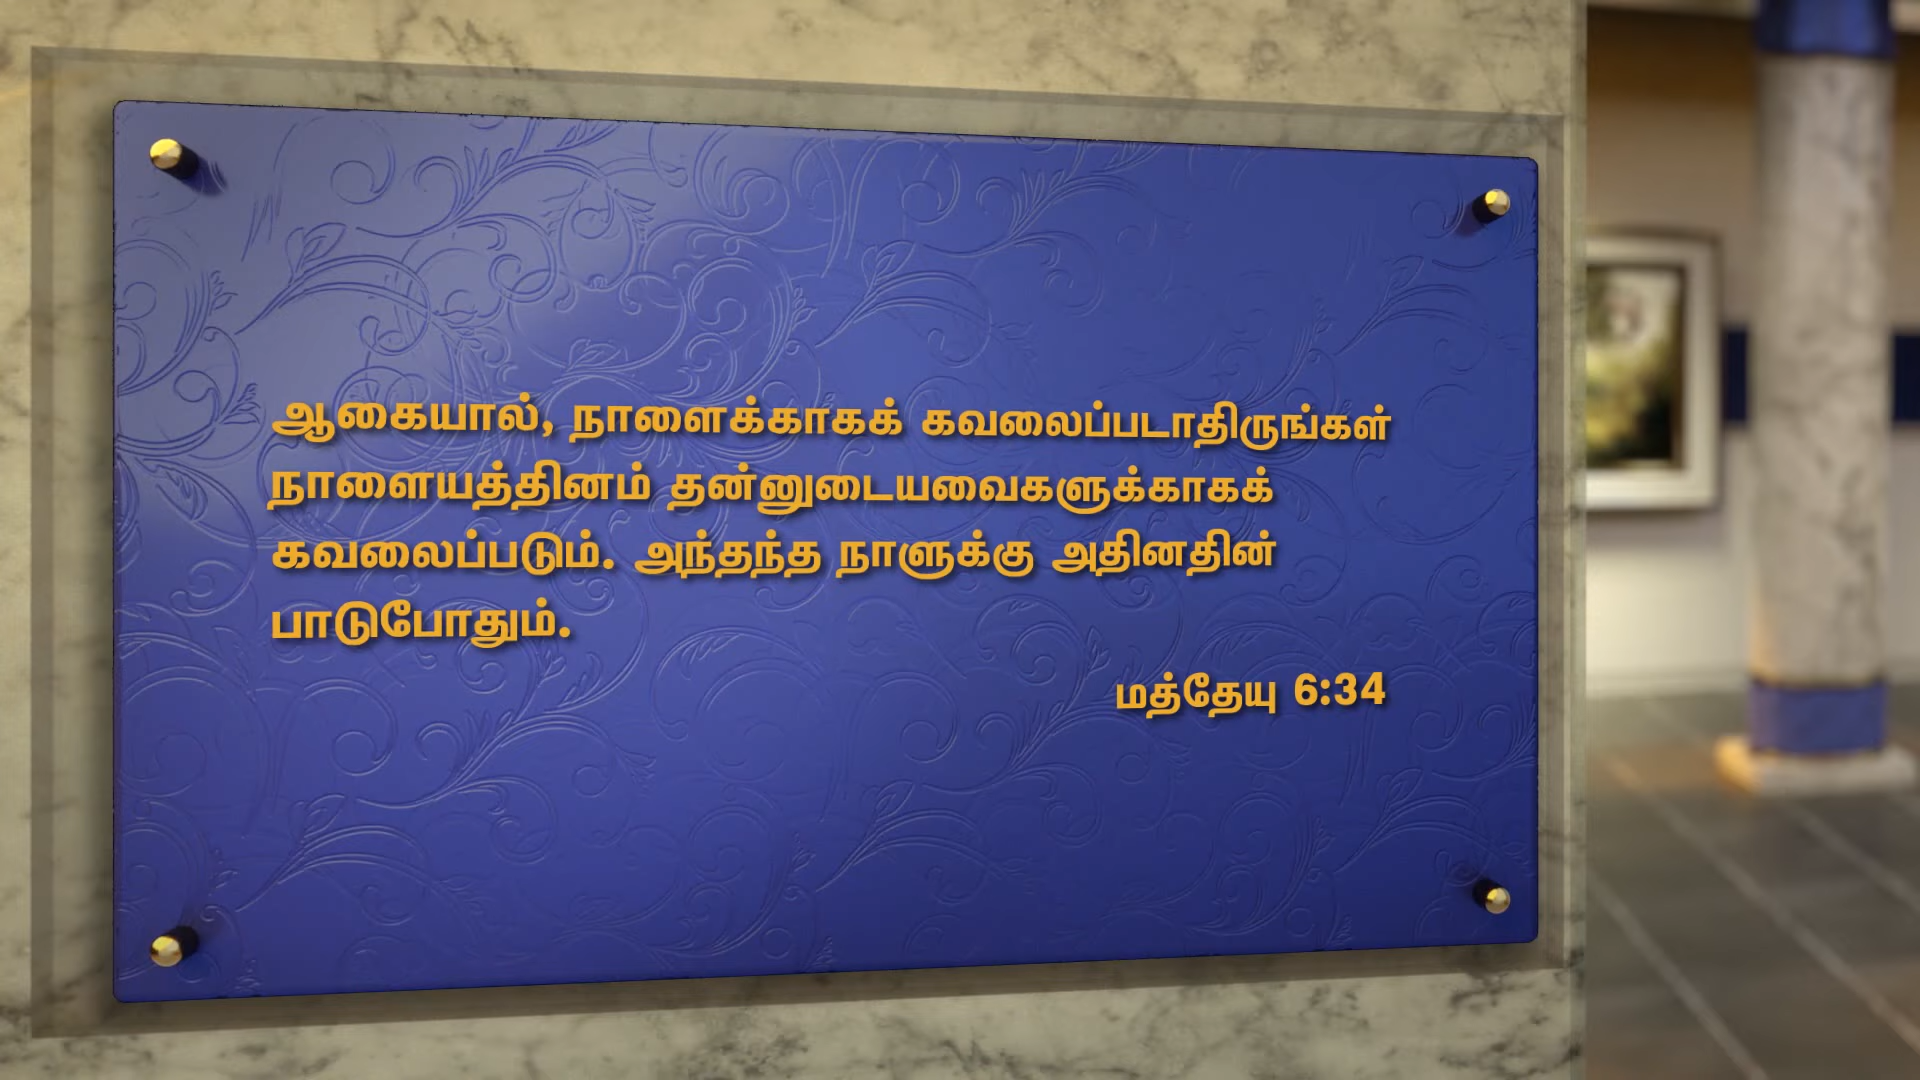 ஆகையால், நாளைக்காகக் கவலைப்படாதிருங்கள்
நாளையத்தினம் தன்னுடையவைகளுக்காகக்
கவலைப்படும். அந்தந்த நாளுக்கு அதினதின்
பாடுபோதும்.
மத்தேயு 6:34